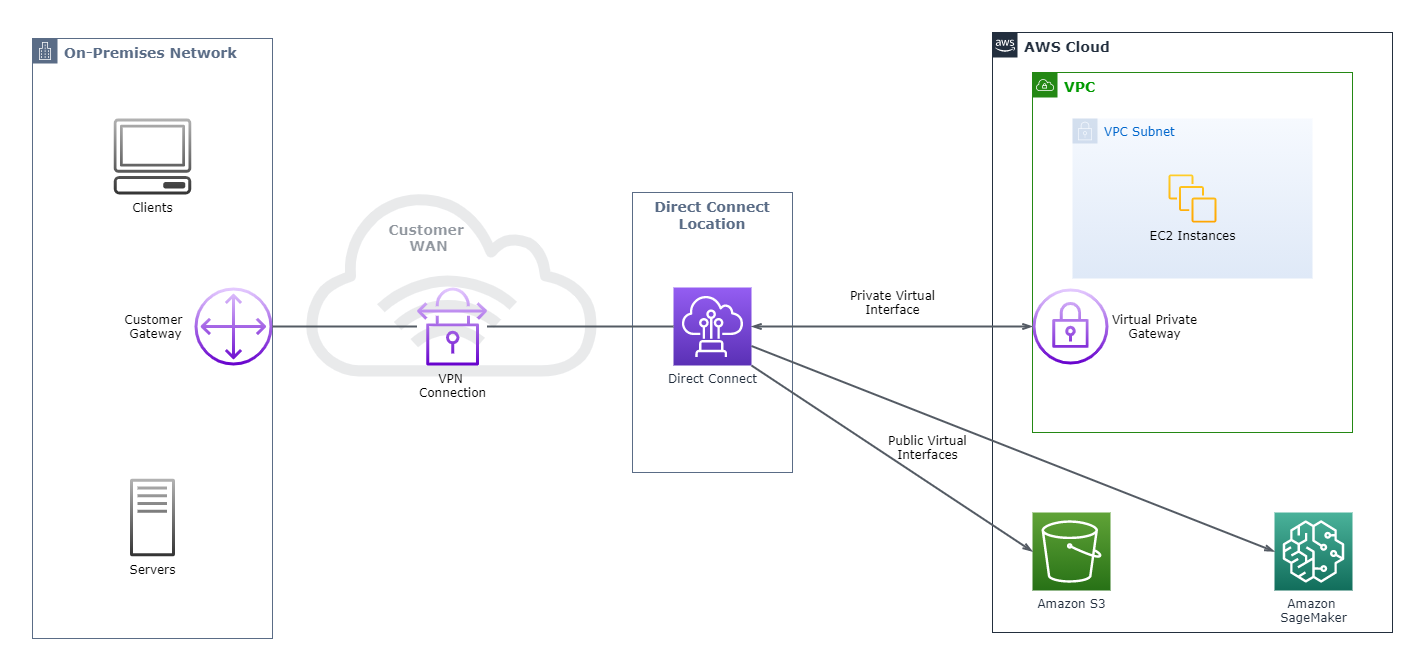 On-Premises Network
Clients
Customer
Gateway
Servers
Customer
WAN
VPN
Connection
Direct Connect
Location
Direct Connect
Private Virtual
Interface
Public Virtual
Interfaces
aws
AWS Cloud
VPC
VPC Subnet
EC2 Instances
Virtual Private
Gateway
Amazon S3
Amazon
SageMaker